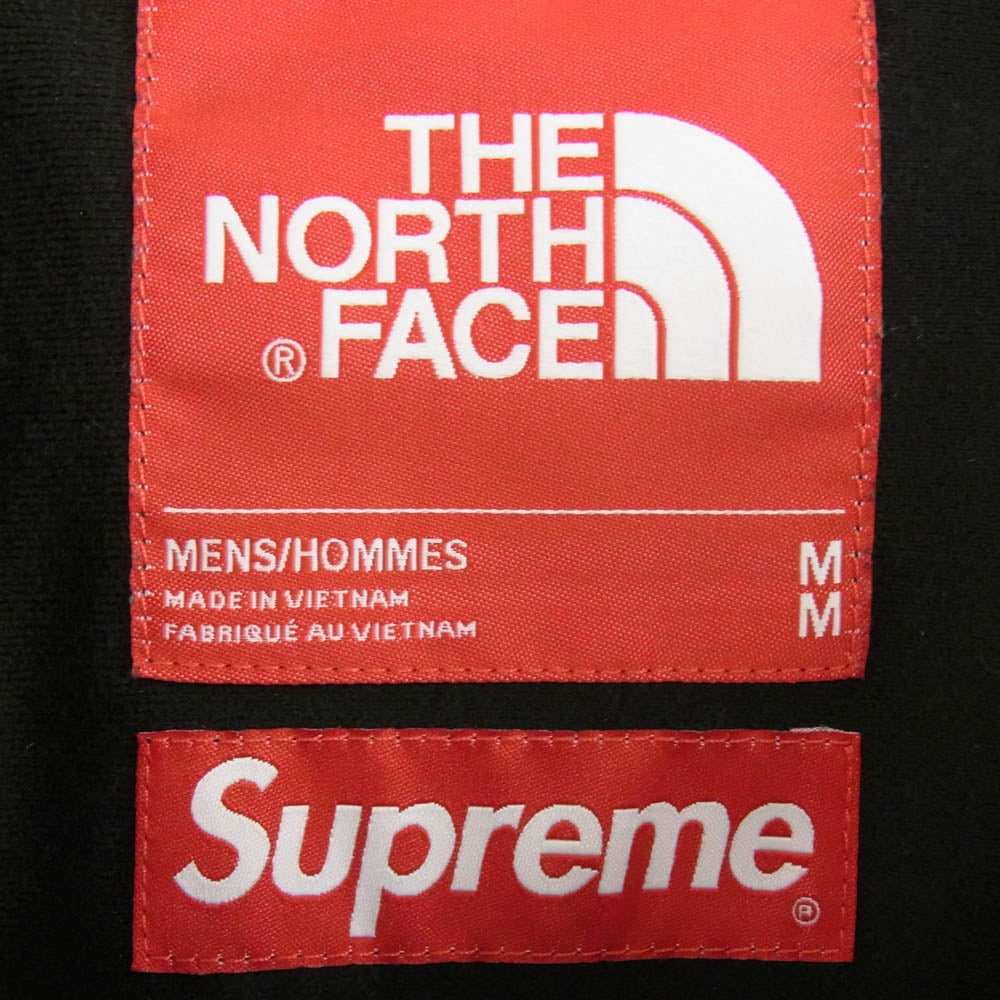 THE
NORTH
® FACE
MENS/HOMMES M
MADE IN VIETNAM
FABRIQUÉ AU VIETNAM M
Supreme ®